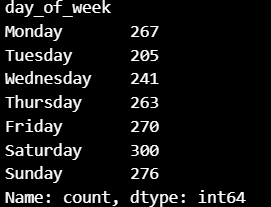 day_of_week
Monday       267
Tuesday      205
Wednesday    241
Thursday     263
Friday       270
Saturday     300
Sunday       276
Name: count, dtype: int64